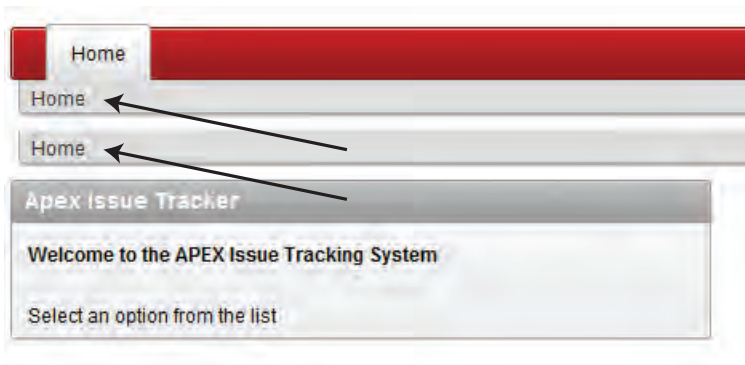 Home
Home
Home
Apex Issue Tracker
Welcome to the APEX Issue Tracking System
Select an option from the list